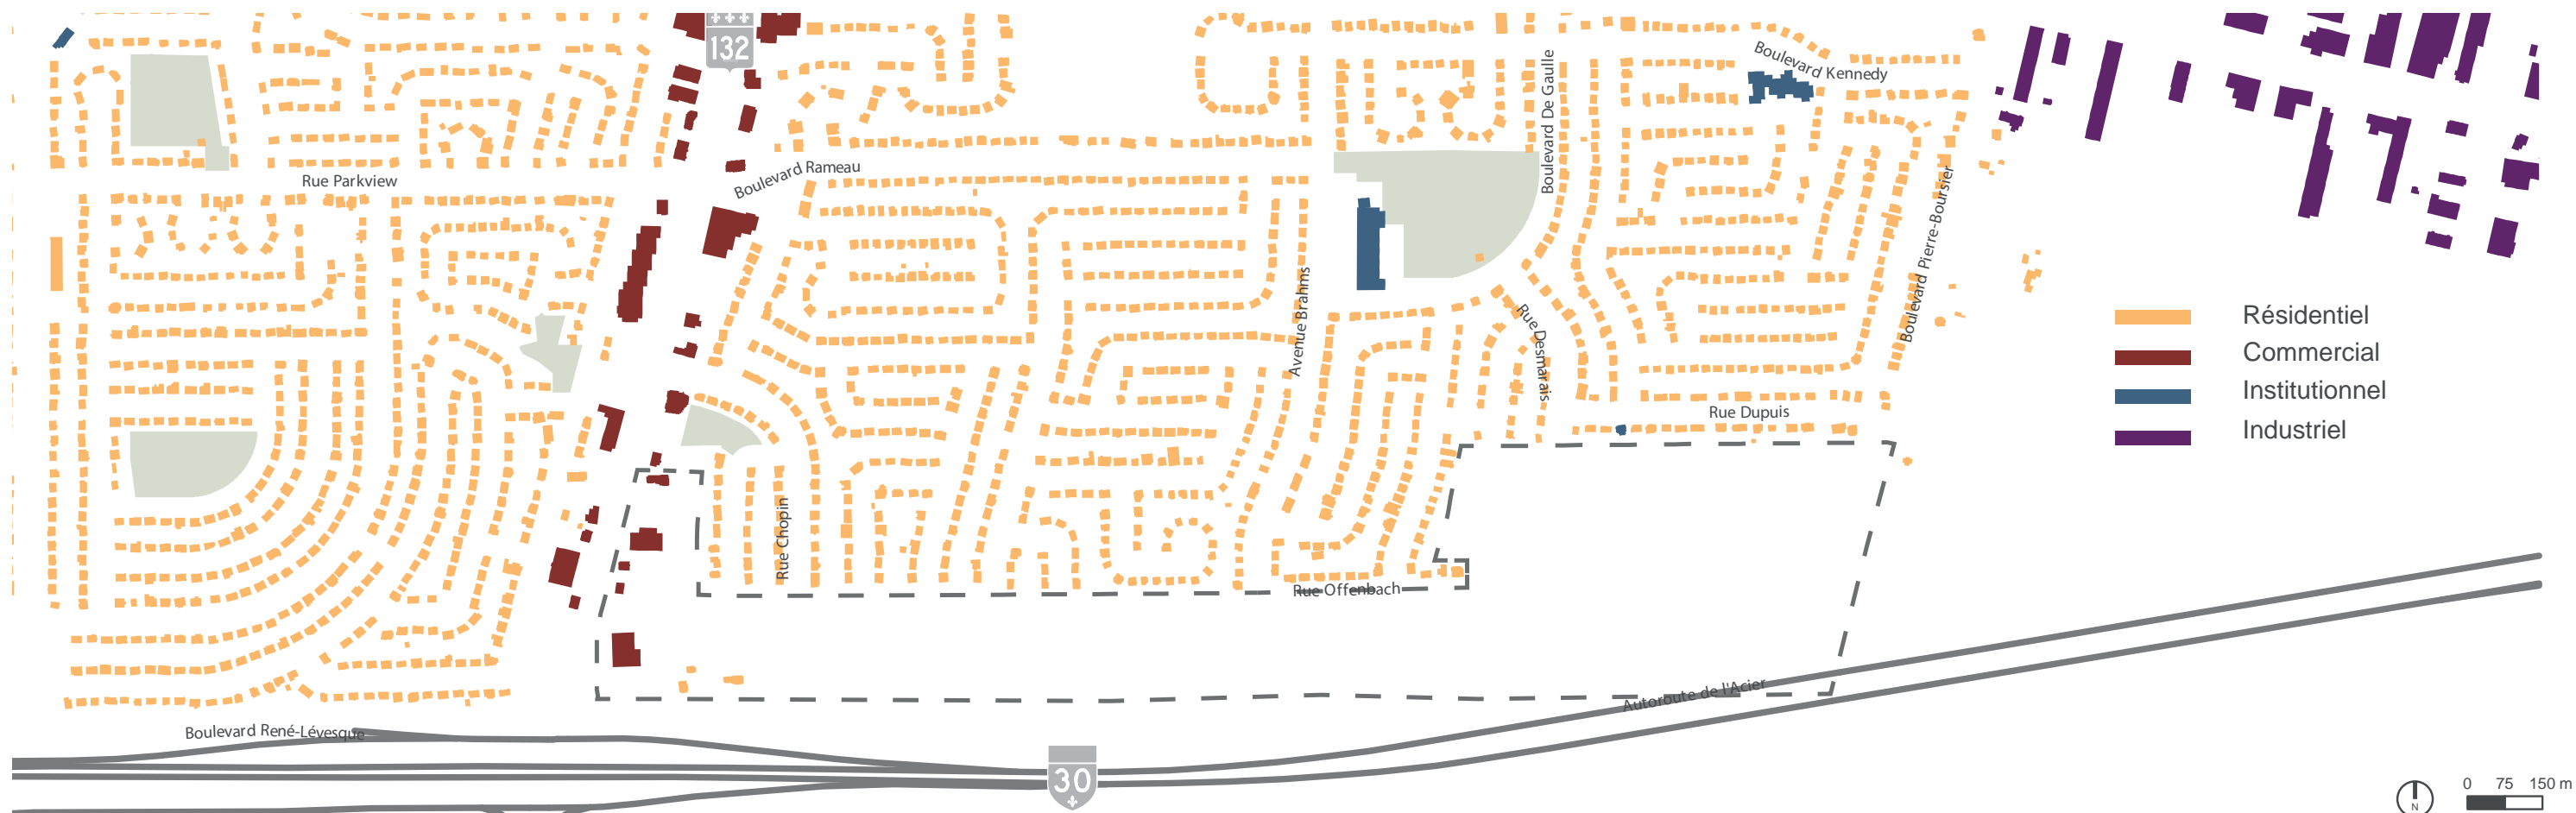 132
Boulevard Kennedy
Boulevard De Gaulle
Boulevard Rameau
Rue Parkview
Boulevard Pierre-Boursier
Avenue Brahms
Rue Desmarais
Résidentiel
Commercial
Institutionnel
Industriel
Rue Dupuis
Rue Chopin
Rue Offenbach
Autoroute de l'Acier
Boulevard René-Lévesque
30
N
0 75 150 m